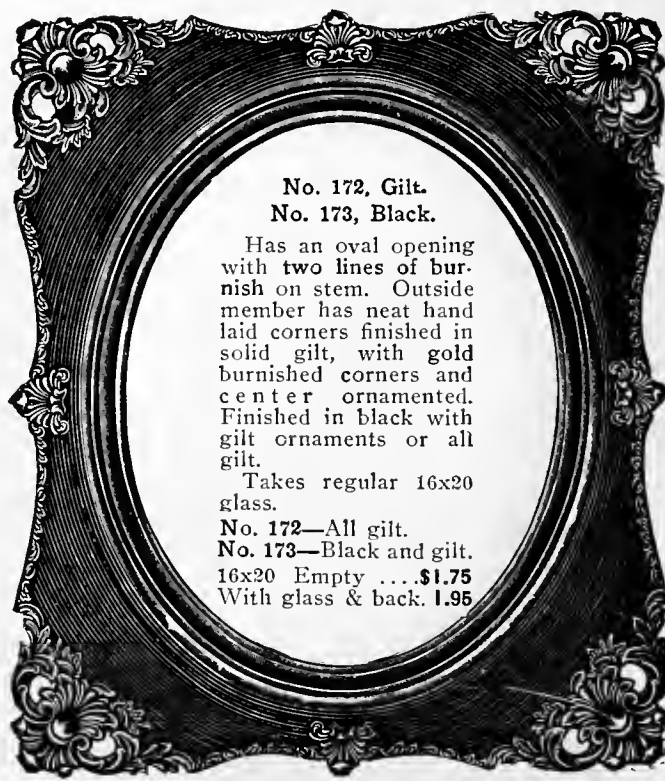 No. 172, Gilt.
No. 173, Black.
Has an oval opening
with two lines of bur-
nish on stem. Outside
member has neat hand
laid corners finished in
solid gilt, with gold
burnished corners and
center ornamented.
Finished in black with
gilt ornaments or all
gilt.
Takes regular 16x20
glass.
No. 172—All gilt.
No. 173—Black and gilt.
16x20 Empty ....$1.75
With glass & back. 1.95